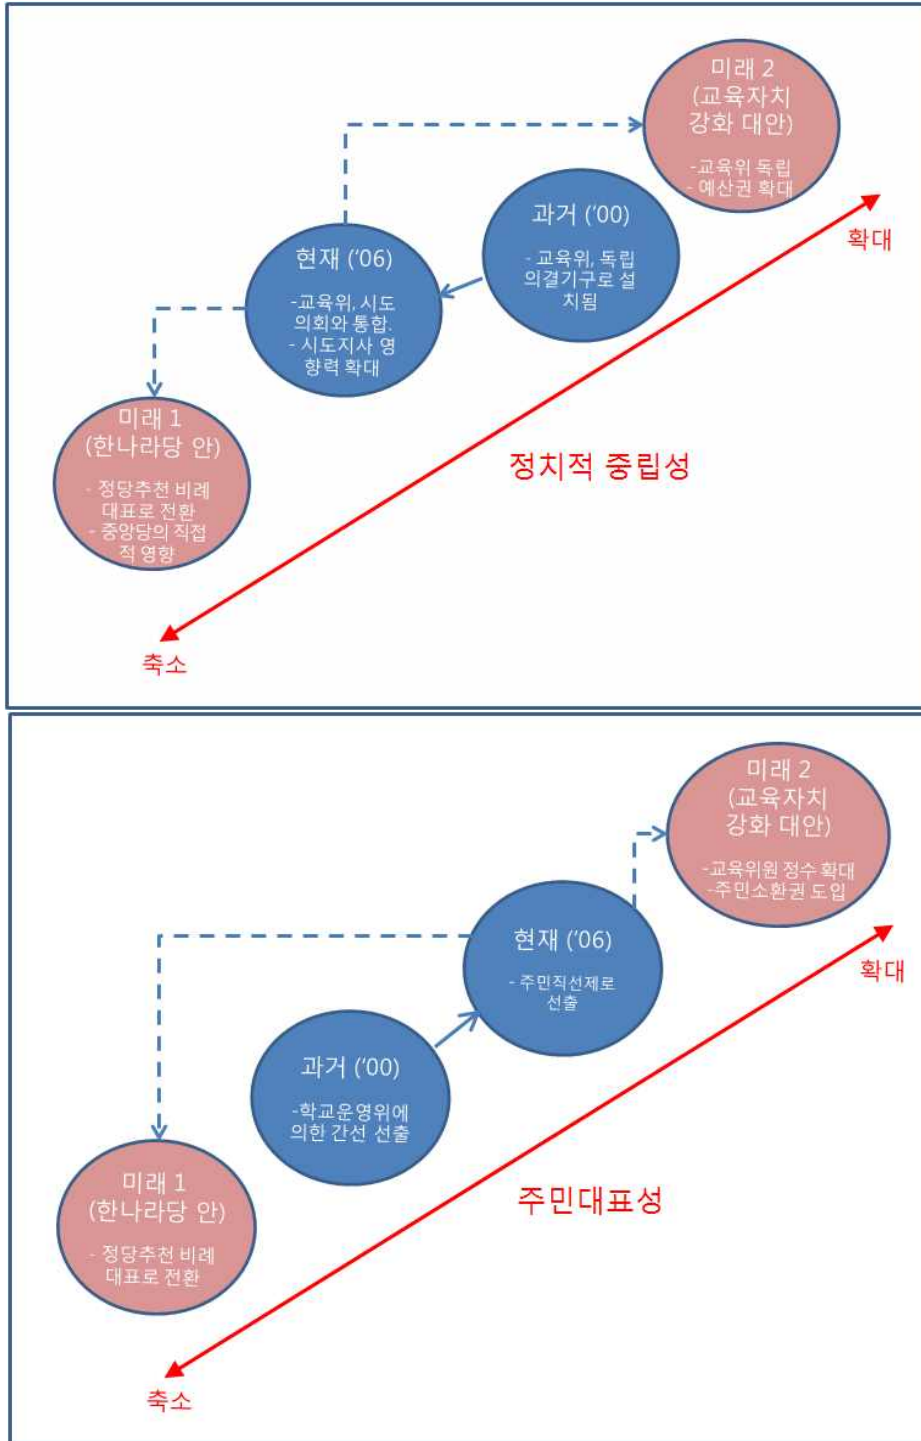 미래 2
(교육자치
강화 대안)
-교육위 독립
- 예산권 확대
과거 (‘00)
- 교육위, 독립
의결기구로 설
치됨
확대
현재 (‘06)
-교육위, 시도
의회와 통합.
- 시도지사 영
향력 확대
미래 1
(한나라당 안)
- 정당추천 비례
대표로 전환
- 중앙당의 직접
적 영향
정치적 중립성
축소
미래 2
(교육자치
강화 대안)
-교육위원 정수 확대
-주민소환권 도입
현재 (‘06)
- 주민직선제로
선출
확대
과거 (‘00)
-학교운영위에
의한 간선 선출
미래 1
(한나라당 안)
- 정당추천 비례
대표로 전환
주민대표성
축소